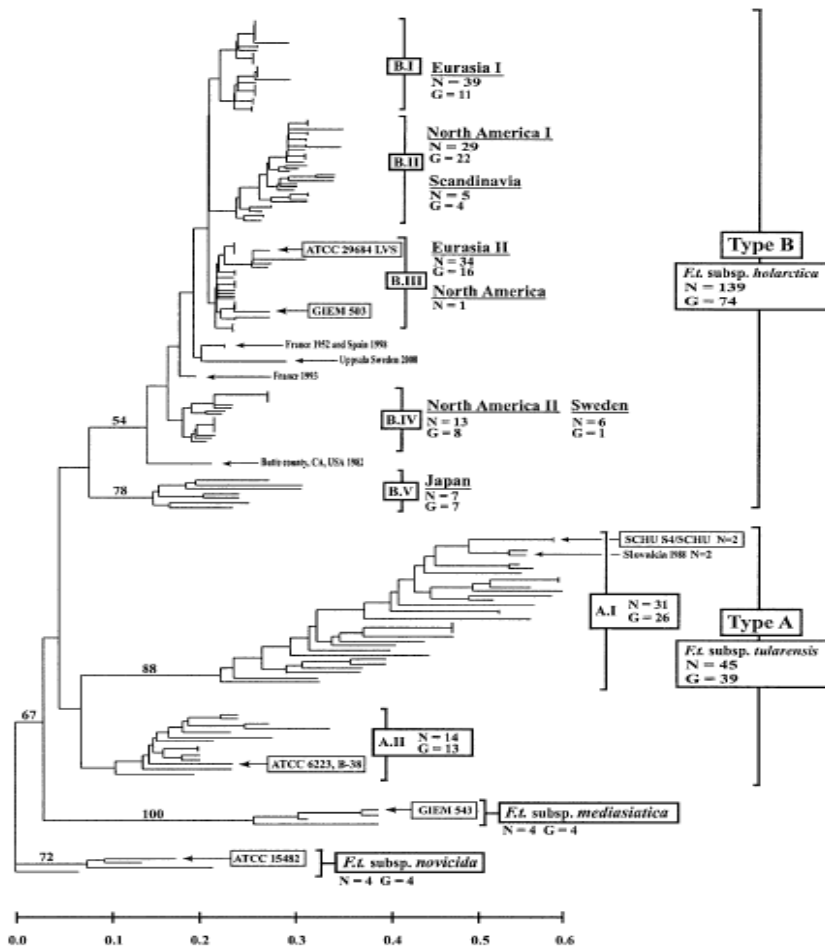 B.I
Eurasia I
N = 39
G = 11
North America I
N = 29
G = 22
B.II
Scandinavia
N = 5
G = 4
ATCC 29684 LVS
Eurasia II
N = 34
G = 16
B.III
North America
N = 1
GIEM 503
Type B
F.t. subsp. holarctica
N = 139
G = 74
France 1952 and Spain 1998
Uppsala Sweden 2000
France 1993
54
B.IV
North America II Sweden
N = 13 N = 6
G = 8 G = 1
Butte county, CA, USA 1982
78
B.V
Japan
N = 7
G = 7
SCHU S4/SCHU N=2
Slovakia 1988 N=2
A.I N = 31
G = 26
Type A
F.t. subsp. tularensis
N = 45
G = 39
88
67
A.II N = 14
G = 13
ATCC 6223, B-38
100
GIEM 543
F.t. subsp. mediasiatica
N = 4 G = 4
72
ATCC 15482
F.t. subsp. novicida
N = 4 G = 4
0.0 0.1 0.2 0.3 0.4 0.5 0.6